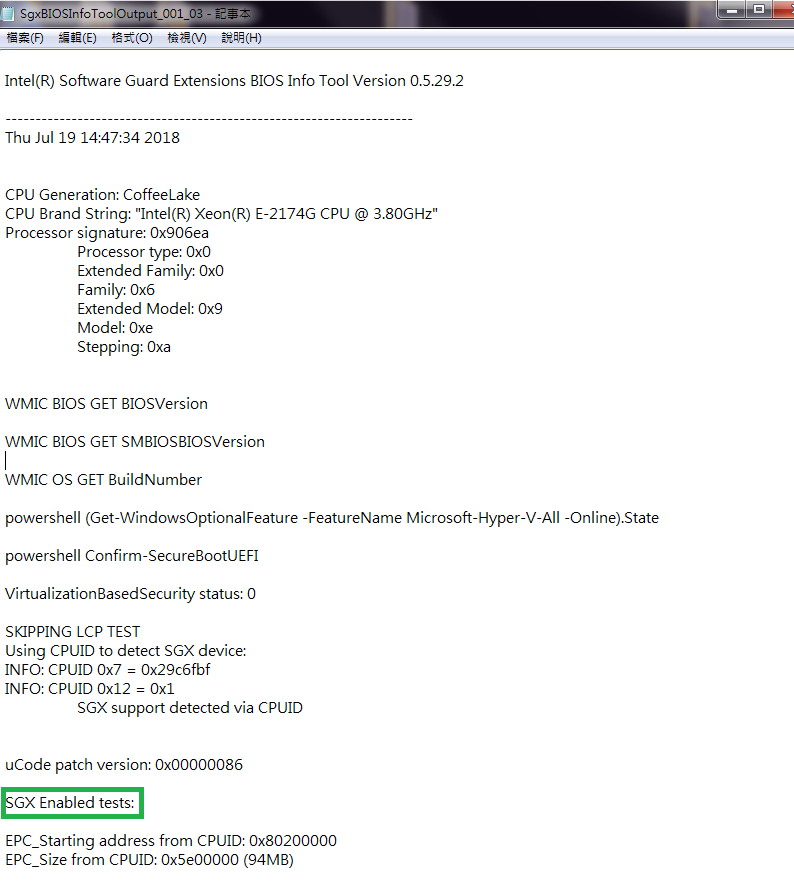 SgxBIOSInfoToolOutput_001_03 - 記事本
檔案(F) 編輯(E) 格式(O) 檢視(V) 說明(H)
Intel(R) Software Guard Extensions BIOS Info Tool Version 0.5.29.2
--------------------------------------------------------------------
Thu Jul 19 14:47:34 2018
CPU Generation: CoffeeLake
CPU Brand String: "Intel(R) Xeon(R) E-2174G CPU @ 3.80GHz"
Processor signature: 0x906ea
Processor type: 0x0
Extended Family: 0x0
Family: 0x6
Extended Model: 0x9
Model: 0xe
Stepping: 0xa
WMIC BIOS GET BIOSVersion
WMIC BIOS GET SMBIOSBIOSVersion
WMIC OS GET BuildNumber
powershell (Get-WindowsOptionalFeature -FeatureName Microsoft-Hyper-V-All -Online).State
powershell Confirm-SecureBootUEFI
VirtualizationBasedSecurity status: 0
SKIPPING LCP TEST
Using CPUID to detect SGX device:
INFO: CPUID 0x7 = 0x29c6fbf
INFO: CPUID 0x12 = 0x1
SGX support detected via CPUID
uCode patch version: 0x00000086
SGX Enabled tests:
EPC_Starting address from CPUID: 0x80200000
EPC_Size from CPUID: 0x5e00000 (94MB)